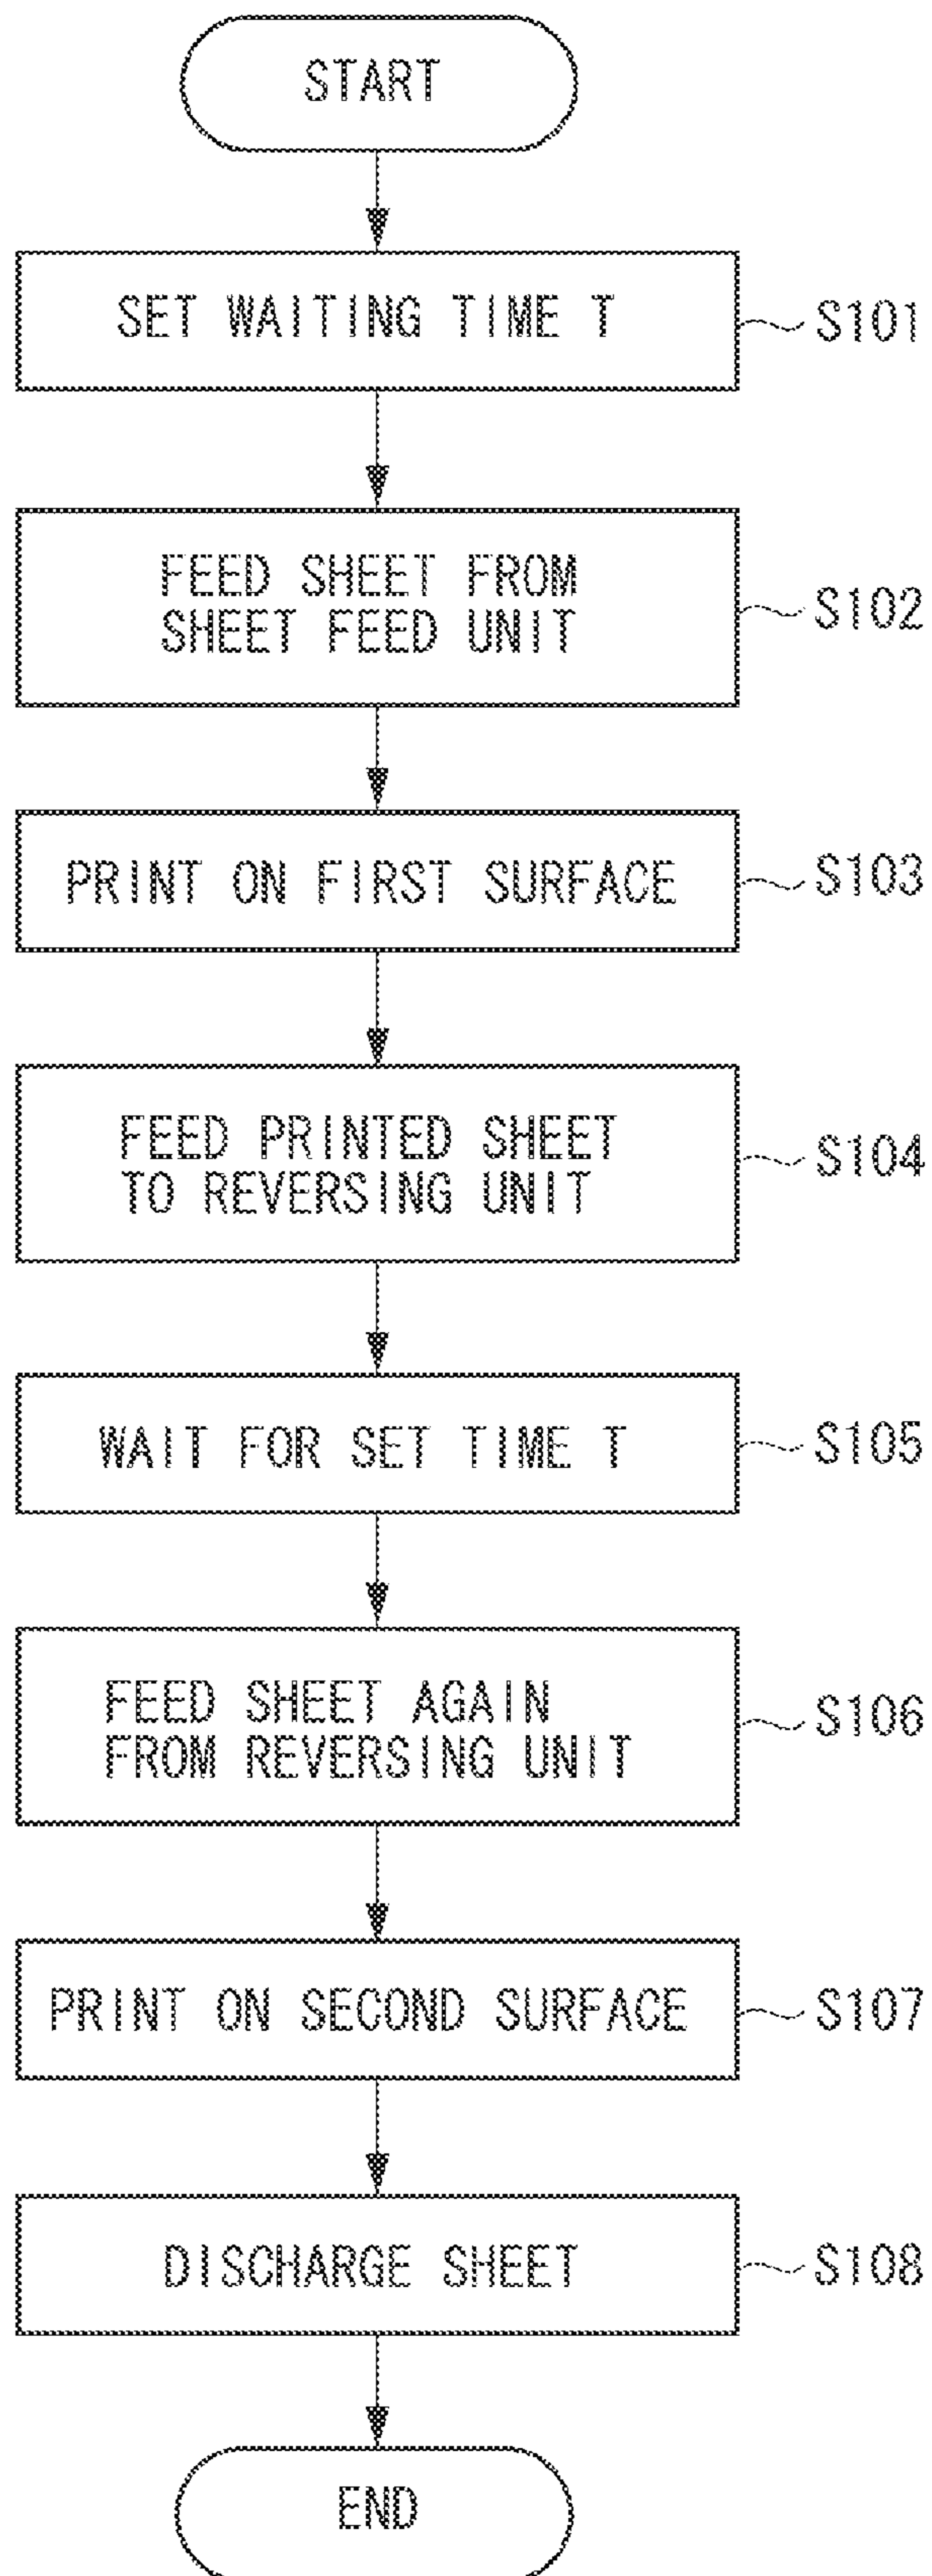 START
SET WAITING TIME T
S101
FEED SHEET FROM
SHEET FEED UNIT
S102
PRINT ON FIRST SURFACE
S103
FEED PRINTED SHEET
TO REVERSING UNIT
S104
WAIT FOR SET TIME T
S105
FEED SHEET AGAIN
FROM REVERSING UNIT
S106
PRINT ON SECOND SURFACE
S107
DISCHARGE SHEET
S108
END